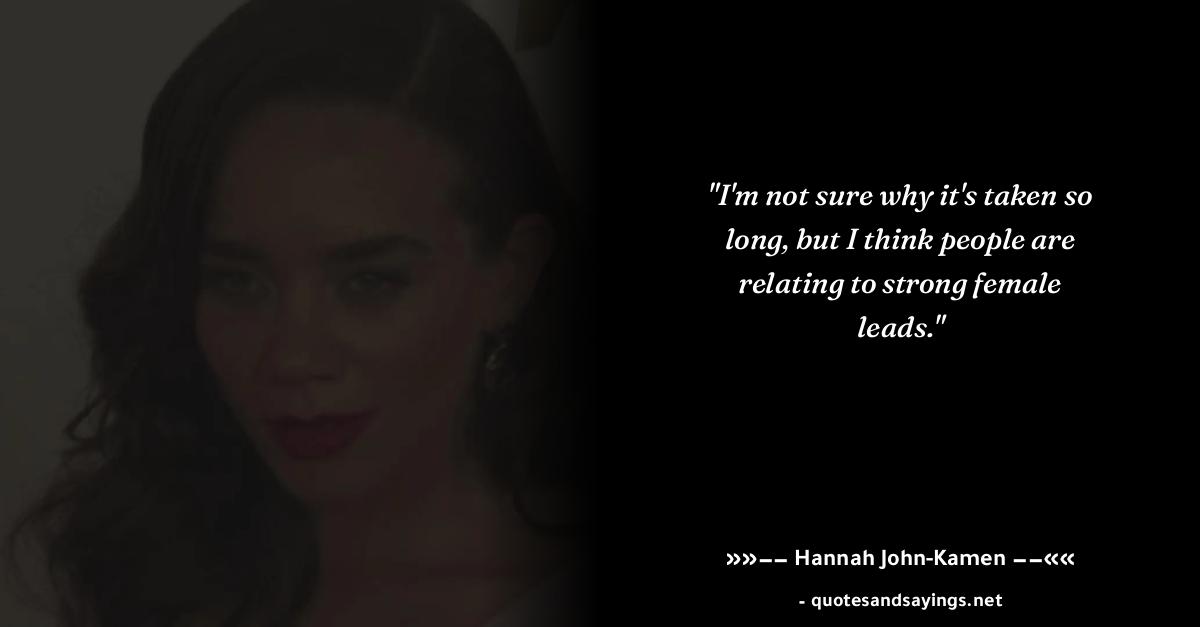 "I'm not sure why it's taken so
long, but I think people are
relating to strong female
leads."
»»–– Hannah John-Kamen ––««
- quotesandsayings.net